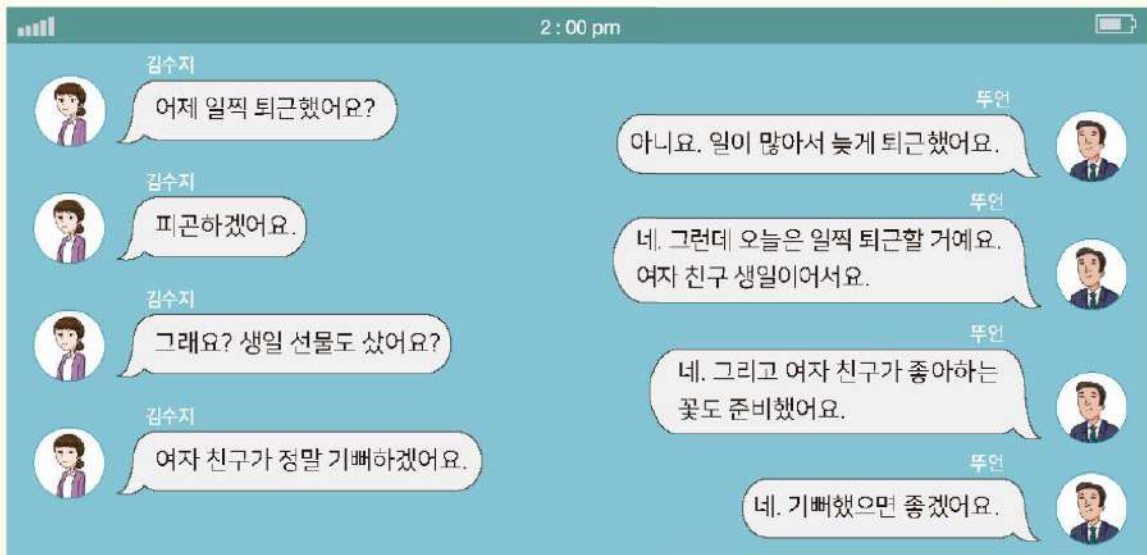 2 : 00 pm
김수지
어제 일찍 퇴근했어요?
뚜언
아니요. 일이 많아서 늦게 퇴근했어요.
김수지
피곤하겠어요.
뚜언
네. 그런데 오늘은 일찍 퇴근할 거예요.
여자 친구 생일이어서요.
김수지
그래요? 생일 선물도 샀어요?
뚜언
네. 그리고 여자 친구가 좋아하는
꽃도 준비했어요.
김수지
여자 친구가 정말 기뻐하겠어요.
뚜언
네. 기뻐했으면 좋겠어요.